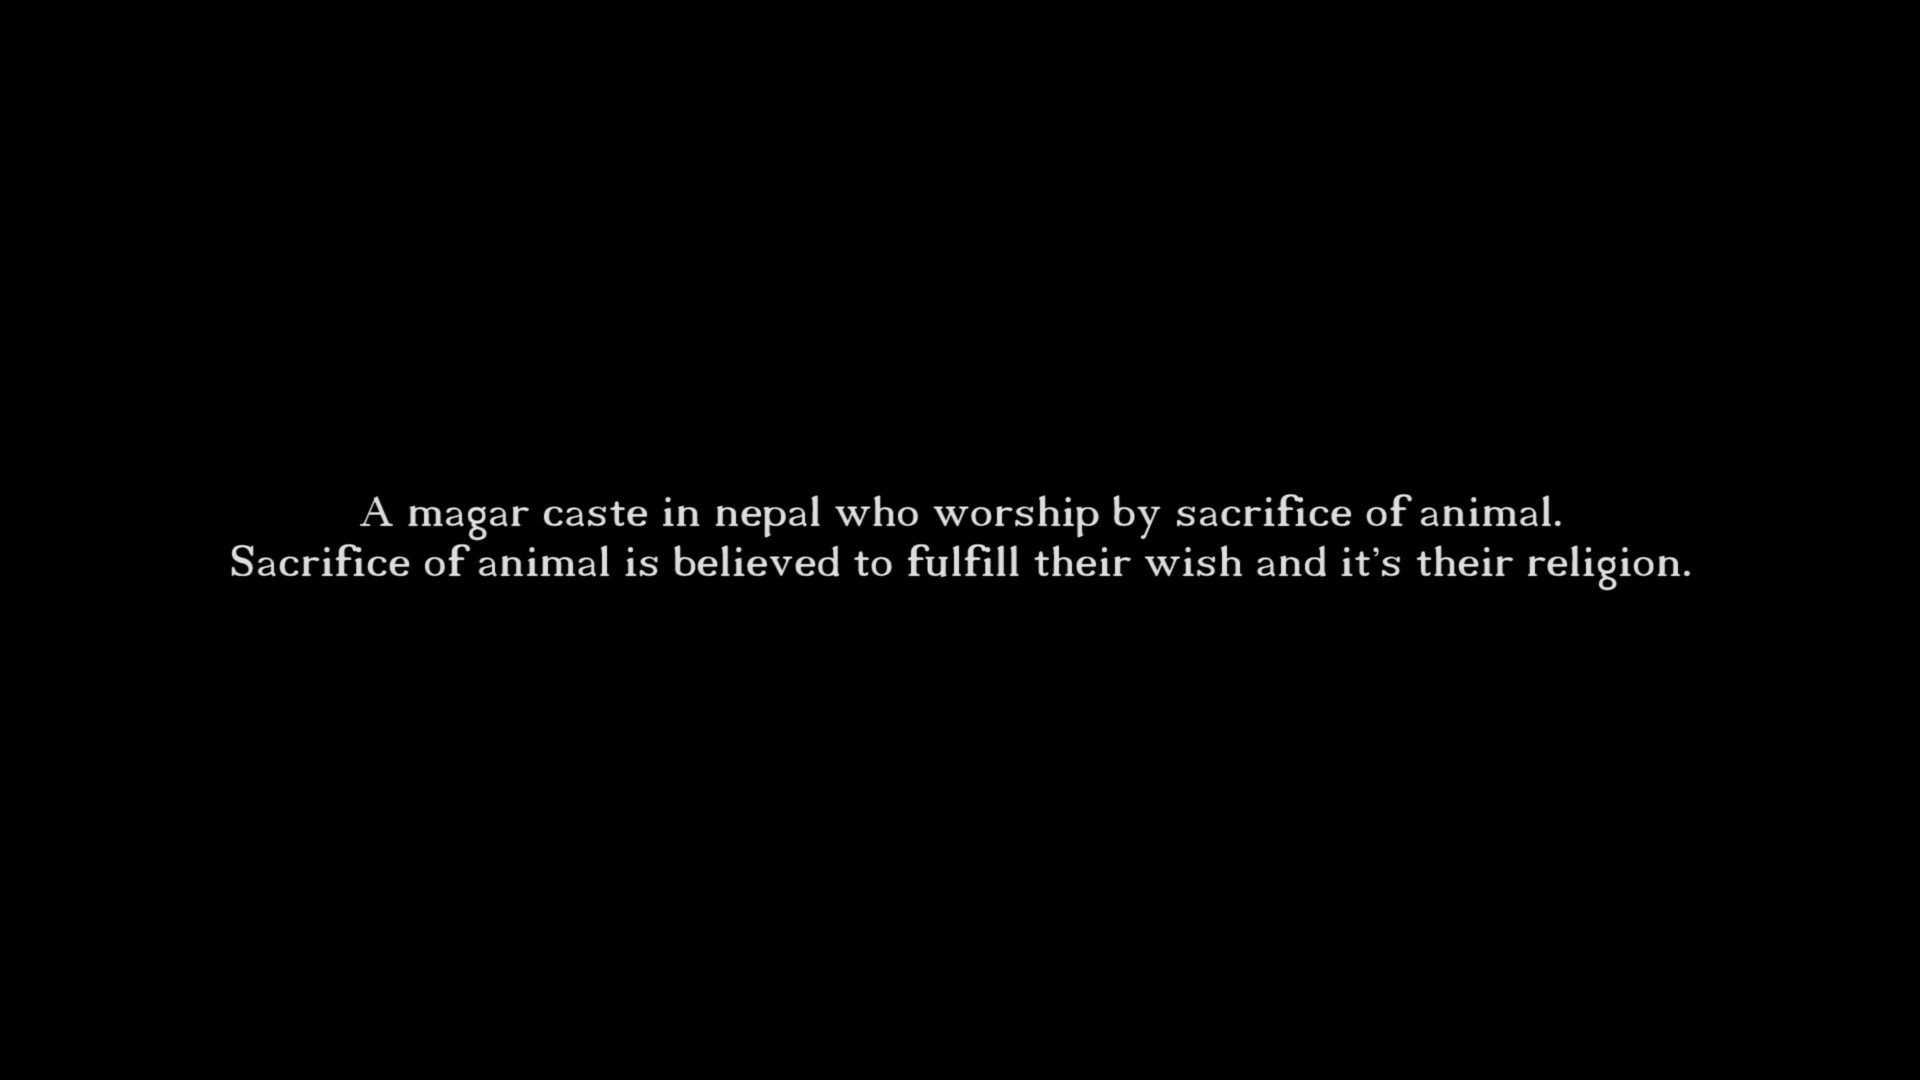 A magar caste in nepal who worship by sacrifice of animal.
Sacrifice of animal is believed to fulfill their wish and it's their religion.